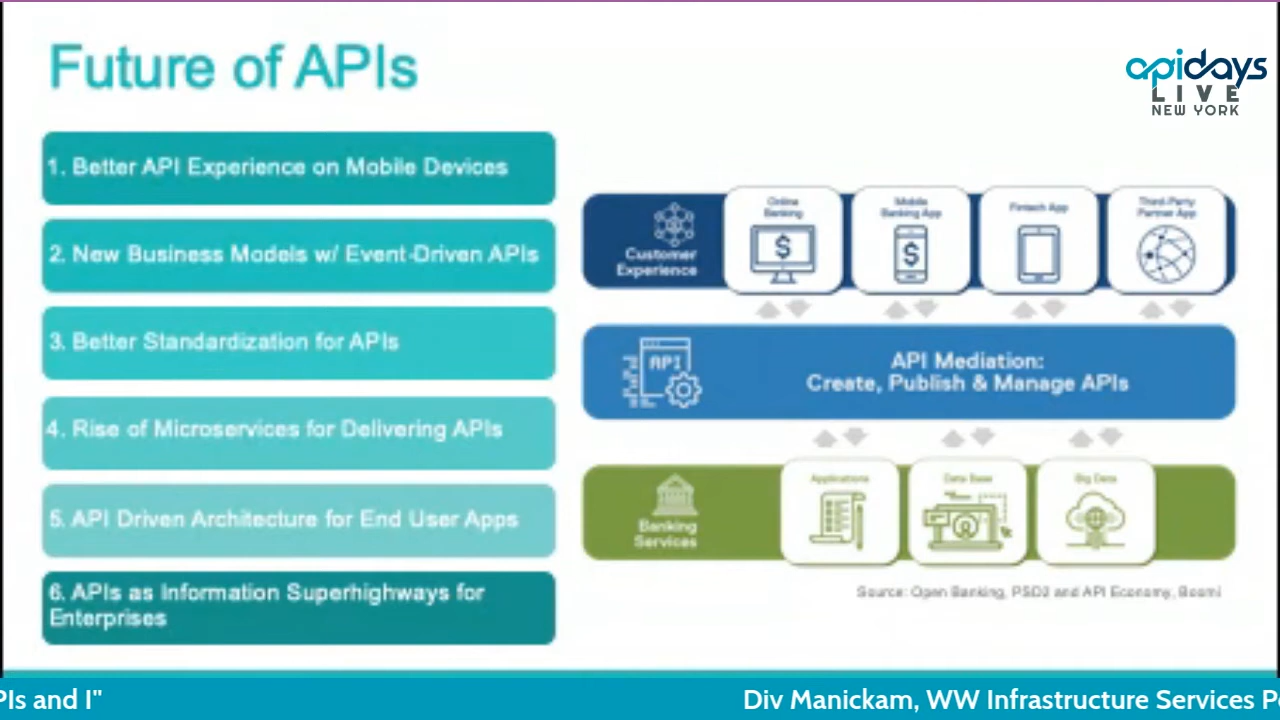 Future of APIs
apidays
LIVE
NEW YORK
1. Better API Experience on Mobile Devices
2. New Business Models w/ Event-Driven APIs
3. Better Standardization for APIs
4. Rise of Microservices for Delivering APIs
5. API Driven Architecture for End User Apps
6. APIs as Information Superhighways for
Enterprises
Customer
Experience
Online
Banking
$
Mobile
Banking App
$
Fintech App
Third-Party
Partner App
API
API Mediation:
Create, Publish & Manage APIs
Banking
Services
Applications
Data Base
Big Data
Source: Open Banking, PSD2 and API Economy, Boomi
PIs and I"
Div Manickam, WW Infrastructure Services P